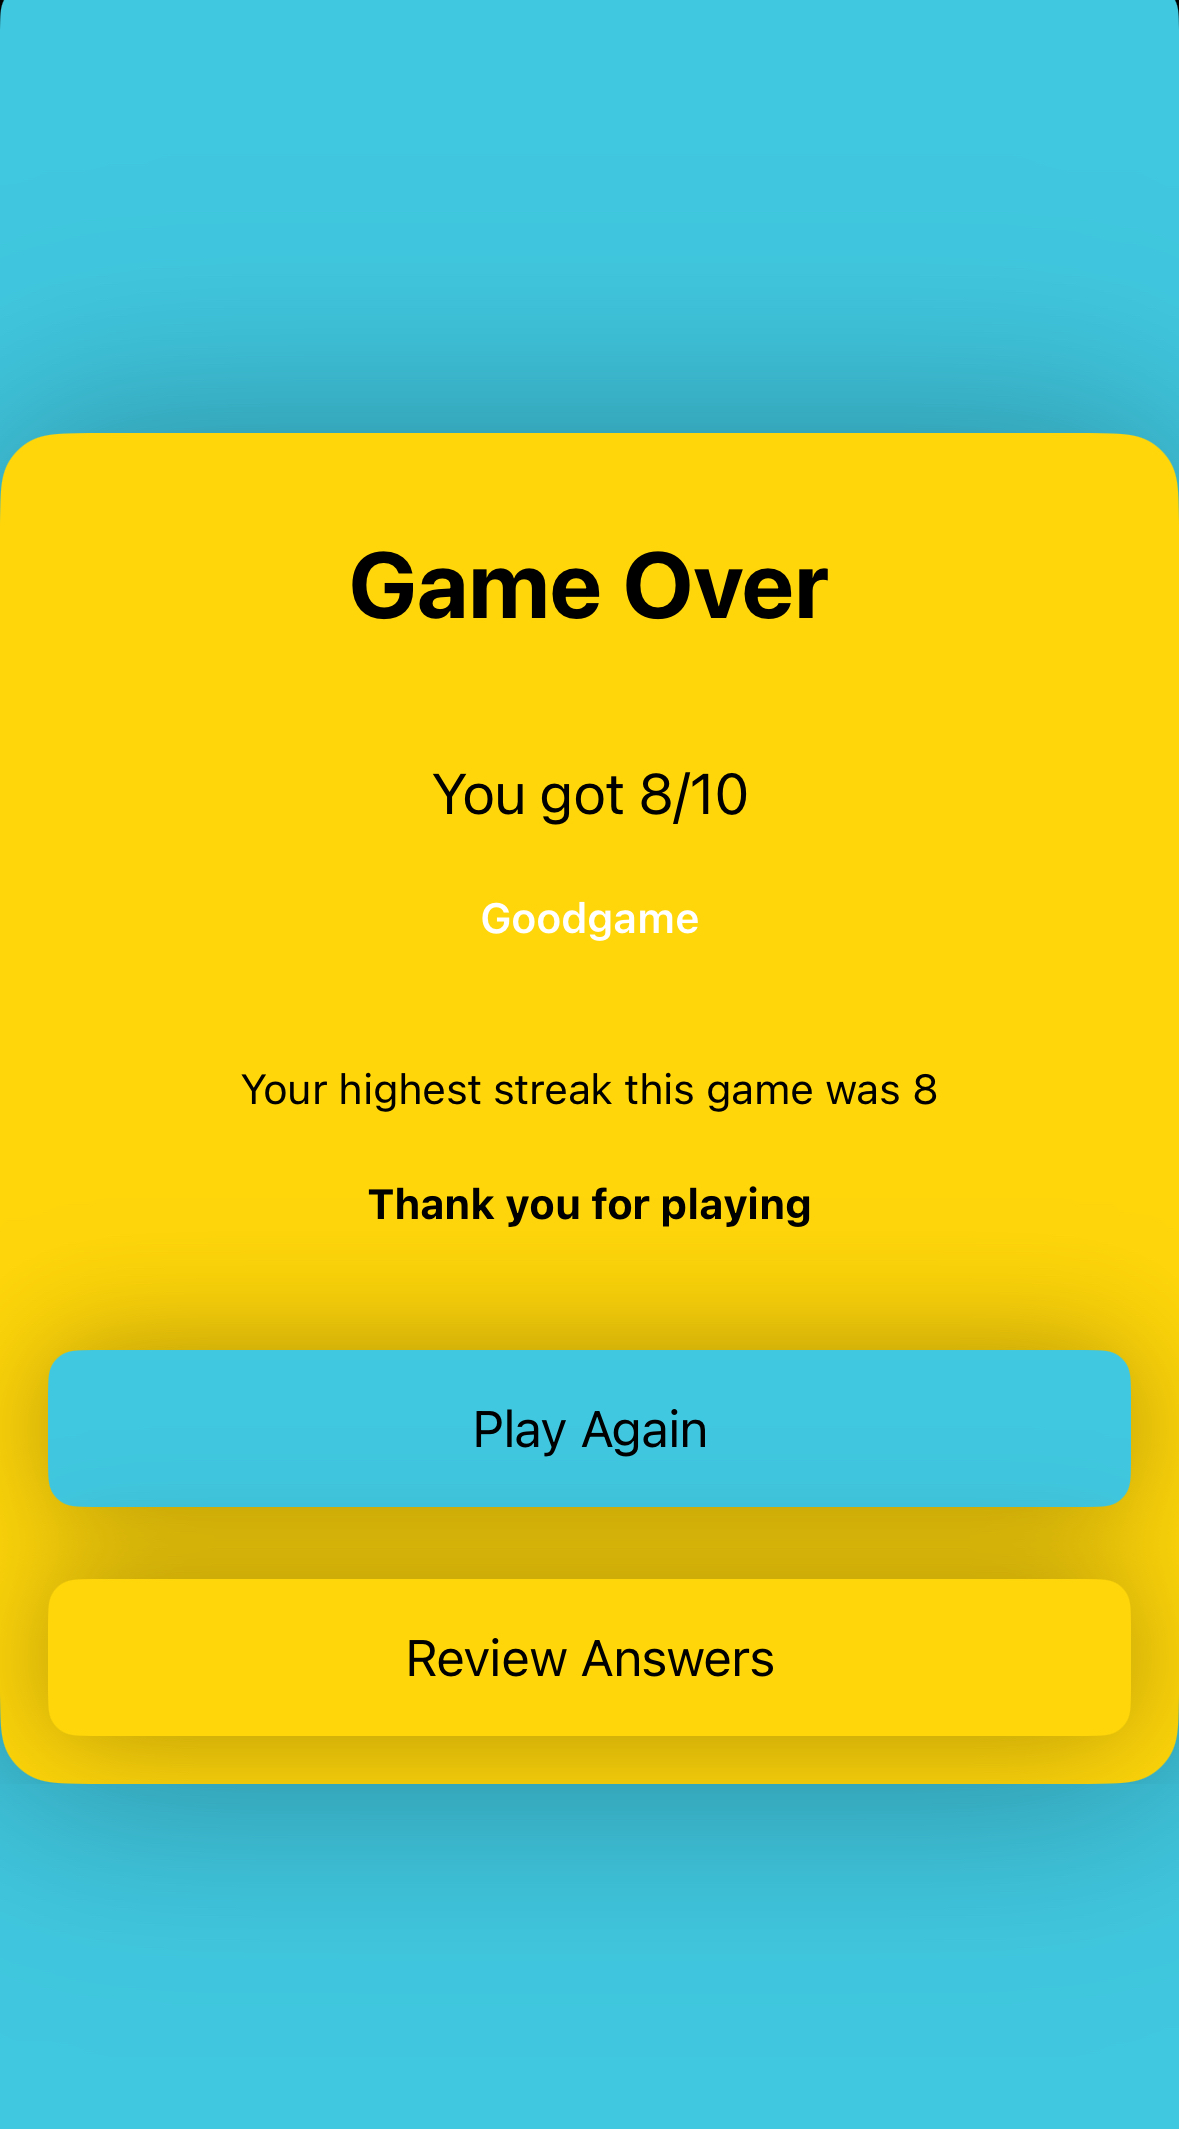 Game Over
You got 8/10
Goodgame
Your highest streak this game was 8
Thank you for playing
Play Again
Review Answers